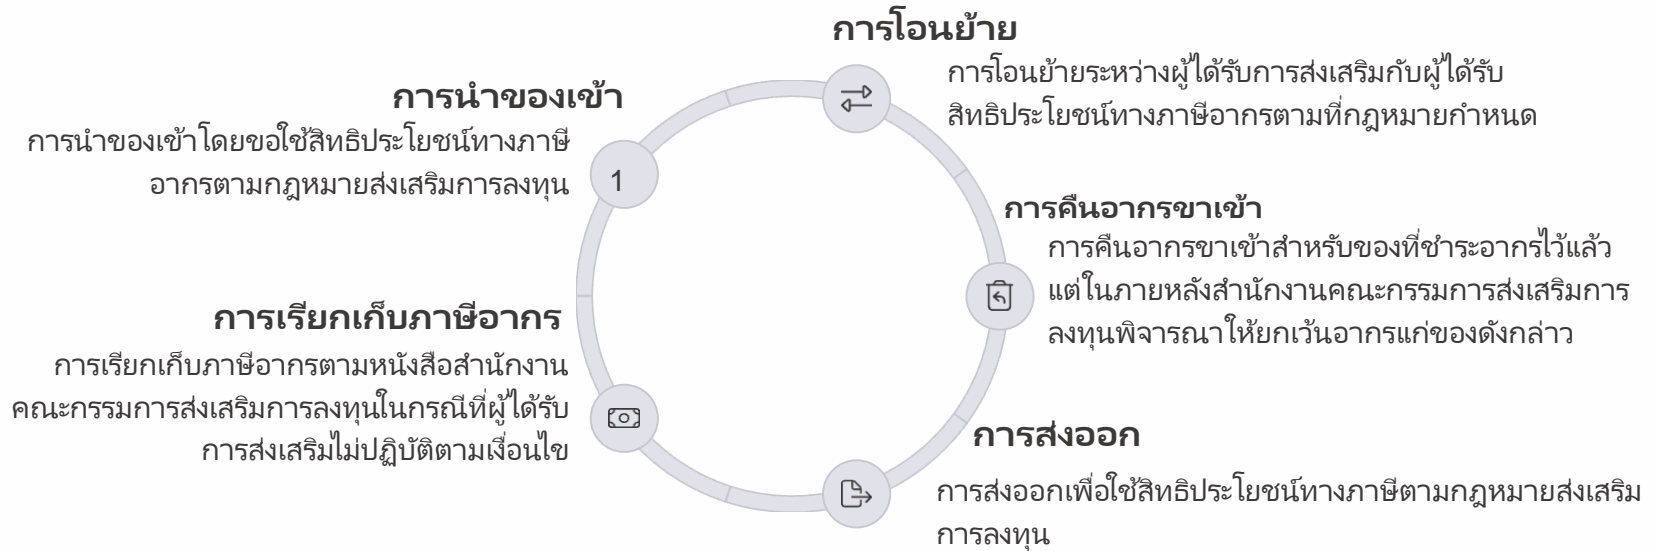 การนำของเข้า
การนำของเข้าโดยขอใช้สิทธิประโยชน์ทางภาษี
อากรตามกฎหมายส่งเสริมการลงทุน
1
การโอนย้าย
การโอนย้ายระหว่างผู้ได้รับการส่งเสริมกับผู้ได้รับ
สิทธิประโยชน์ทางภาษีอากรตามที่กฎหมายกำหนด
การคืนอากรขาเข้า
การคืนอากรขาเข้าสำหรับของที่ชำระอากรไว้แล้ว
แต่ในภายหลังสำนักงานคณะกรรมการส่งเสริมการ
ลงทุนพิจารณาให้ยกเว้นอากรแก่ของดังกล่าว
การส่งออก
การส่งออกเพื่อใช้สิทธิประโยชน์ทางภาษีตามกฎหมายส่งเสริม
การลงทุน
การเรียกเก็บภาษีอากร
การเรียกเก็บภาษีอากรตามหนังสือสำนักงาน
คณะกรรมการส่งเสริมการลงทุนในกรณีที่ผู้ได้รับ
การส่งเสริมไม่ปฏิบัติตามเงื่อนไข